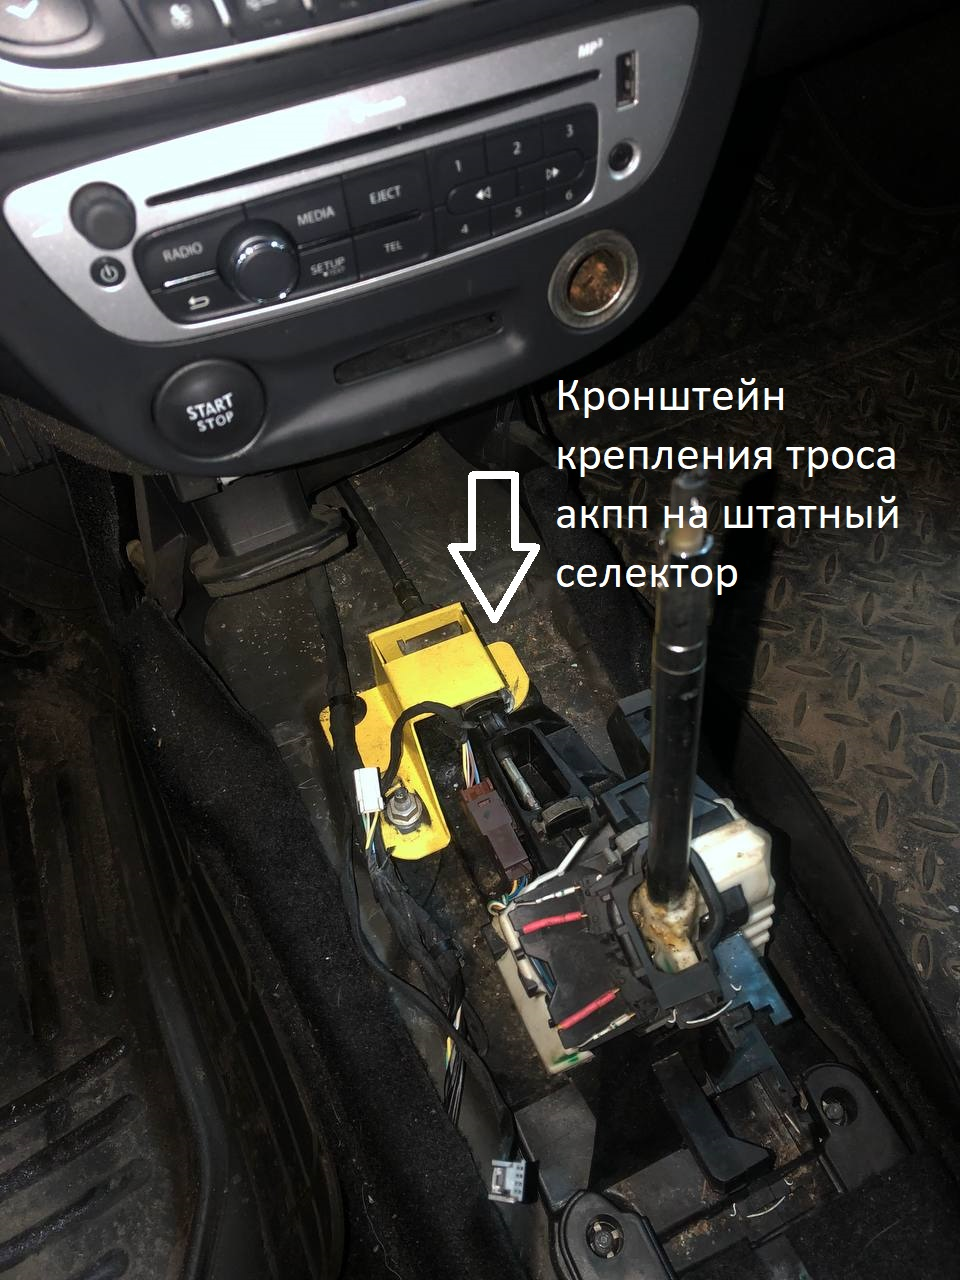 MP3
1
2
3
RADIO
MEDIA
EJECT
SETUP
TEXT
TEL
4
5
6
START
STOP
Кронштейн
крепления троса
акпп на штатный
селектор